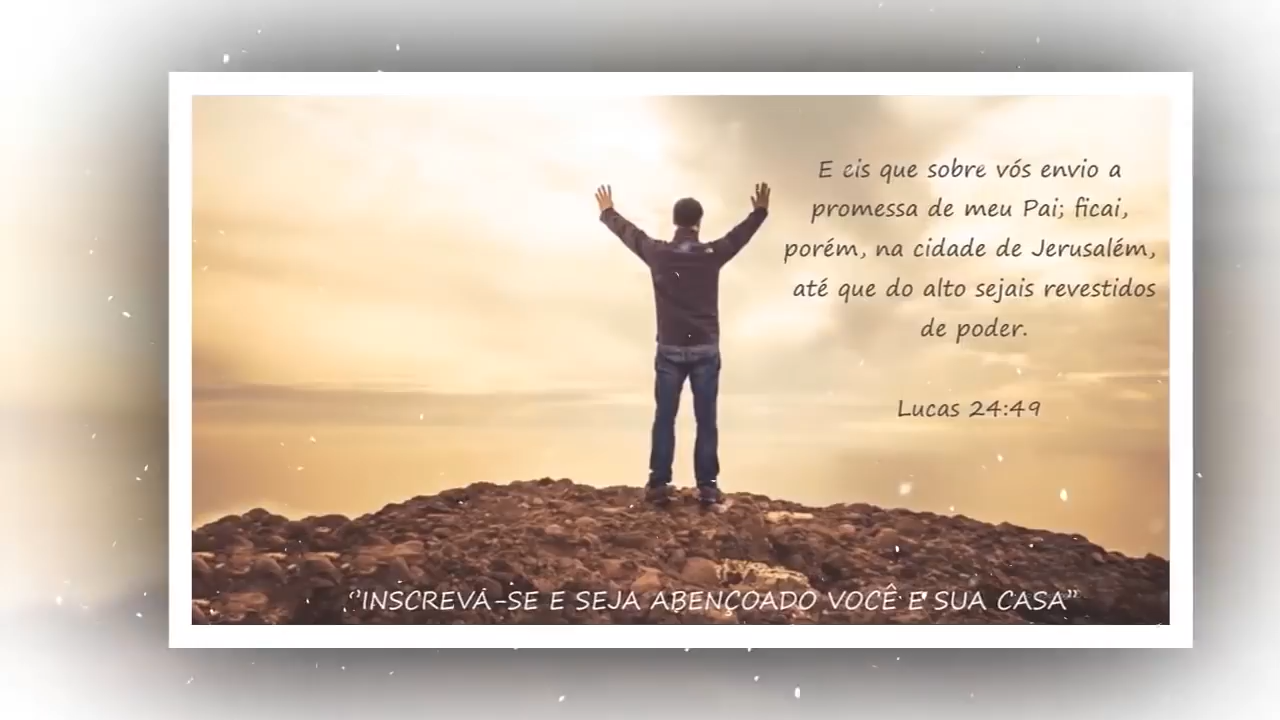 E eis que sobre vós envio a
promessa de meu Pai; ficai,
porém, na cidade de Jerusalém,
até que do alto sejais revestidos
de poder.
Lucas 24:49
“INSCREVA-SE E SEJA ABENÇOADO VOCÊ E SUA CASA”